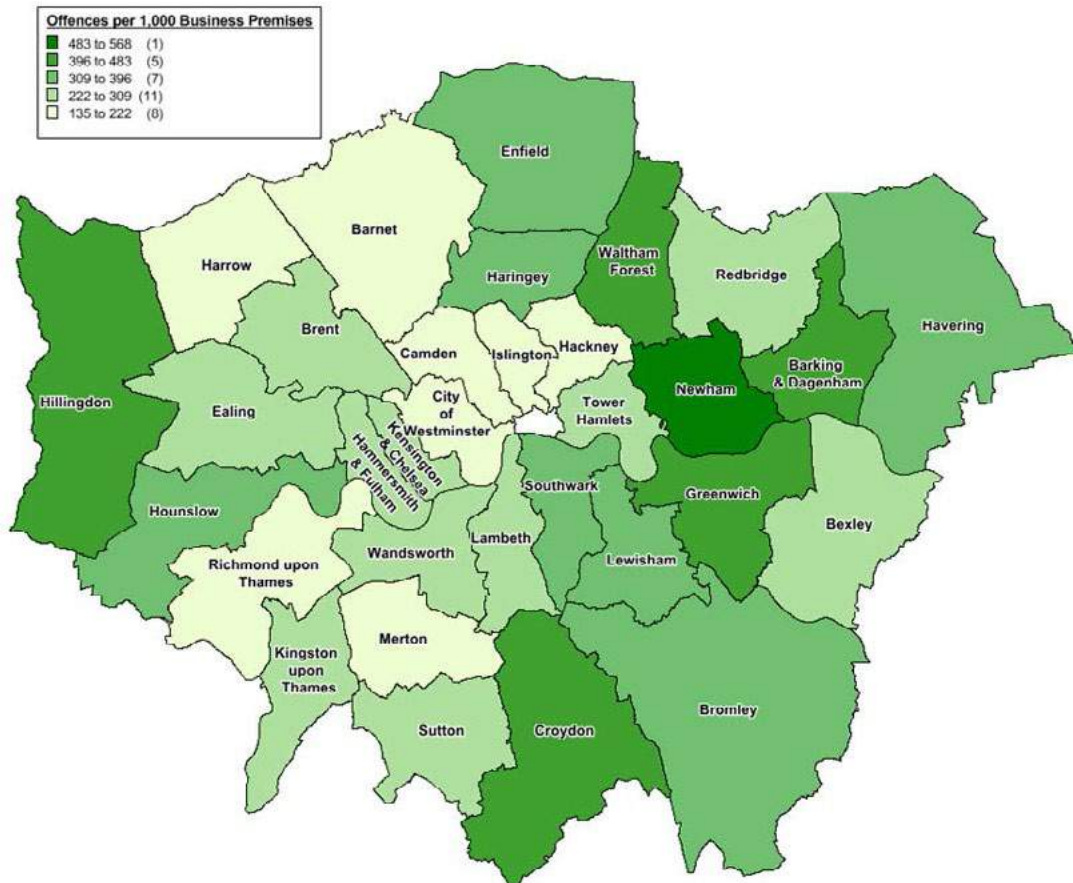 Offences per 1,000 Business Premises
483 to 568 (1)
396 to 483 (5)
309 to 396 (7)
222 to 309 (11)
135 to 222 (8)
Enfield
Barnet
Harrow
Haringey
Waltham
Forest
Redbridge
Havering
Brent
Camden
Islington
Hackney
Newham
Barking
& Dagenham
Hillingdon
Ealing
City
of
Westminster
Tower
Hamlets
Kensington
& Chelsea
Hammersmith
& Fulham
Hounslow
Southwark
Greenwich
Bexley
Wandsworth
Lambeth
Lewisham
Richmond upon
Thames
Merton
Kingston
upon
Thames
Sutton
Croydon
Bromley